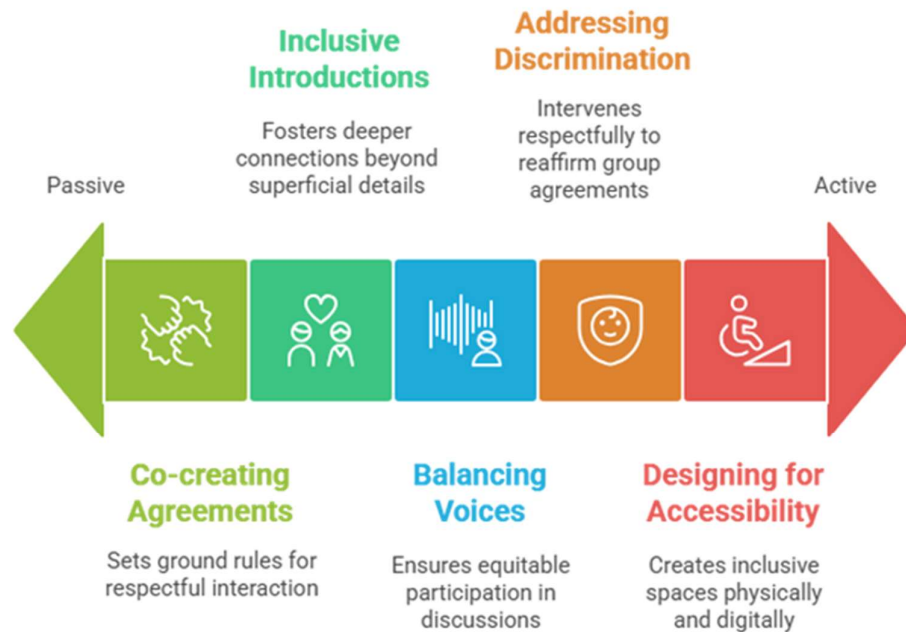 Inclusive
Introductions
Fosters deeper
connections beyond
superficial details
Addressing
Discrimination
Intervenes
respectfully to
reaffirm group
agreements
Passive
Active
Co-creating
Agreements
Sets ground rules for
respectful interaction
Balancing
Voices
Ensures equitable
participation in
discussions
Designing for
Accessibility
Creates inclusive
spaces physically
and digitally